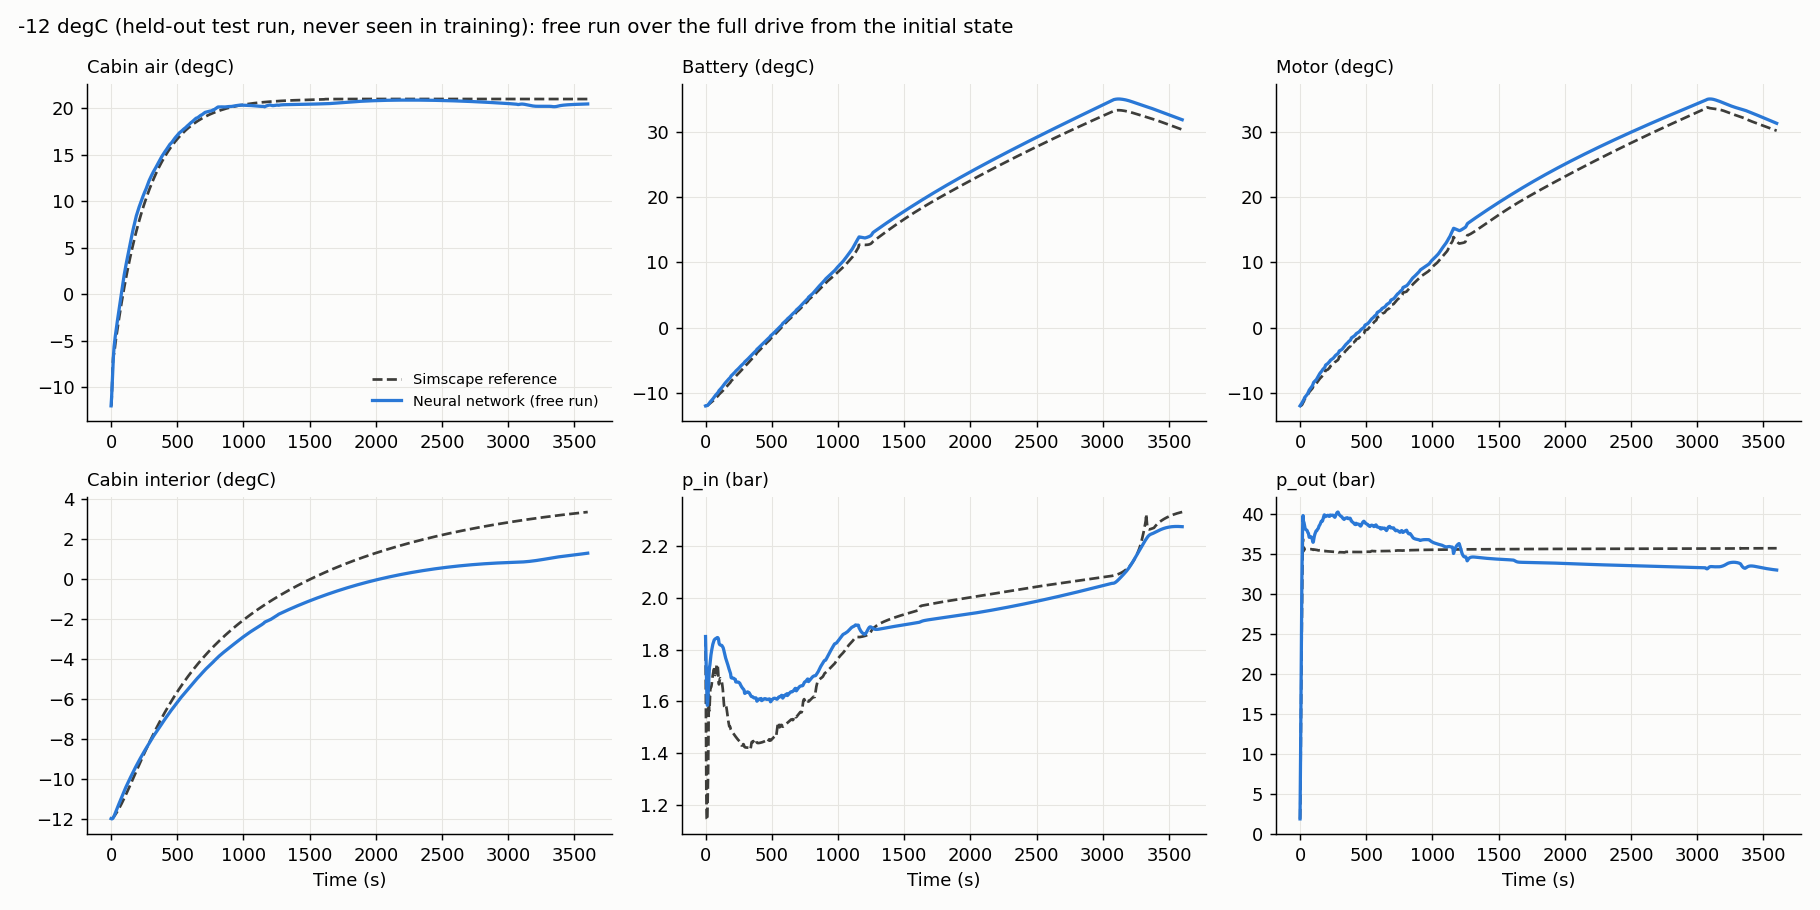 -12 degC (held-out test run, never seen in training): free run over the full drive from the initial state
Cabin air (degC)
20
15
10
5
0
−5
−10
Simscape reference
Neural network (free run)
0 500 1000 1500 2000 2500 3000 3500
Battery (degC)
30
20
10
0
−10
0 500 1000 1500 2000 2500 3000 3500
Motor (degC)
30
20
10
0
−10
0 500 1000 1500 2000 2500 3000 3500
Cabin interior (degC)
4
2
0
−2
−4
−6
−8
−10
−12
0 500 1000 1500 2000 2500 3000 3500
Time (s)
p_in (bar)
2.2
2.0
1.8
1.6
1.4
1.2
0 500 1000 1500 2000 2500 3000 3500
Time (s)
p_out (bar)
40
35
30
25
20
15
10
5
0
0 500 1000 1500 2000 2500 3000 3500
Time (s)